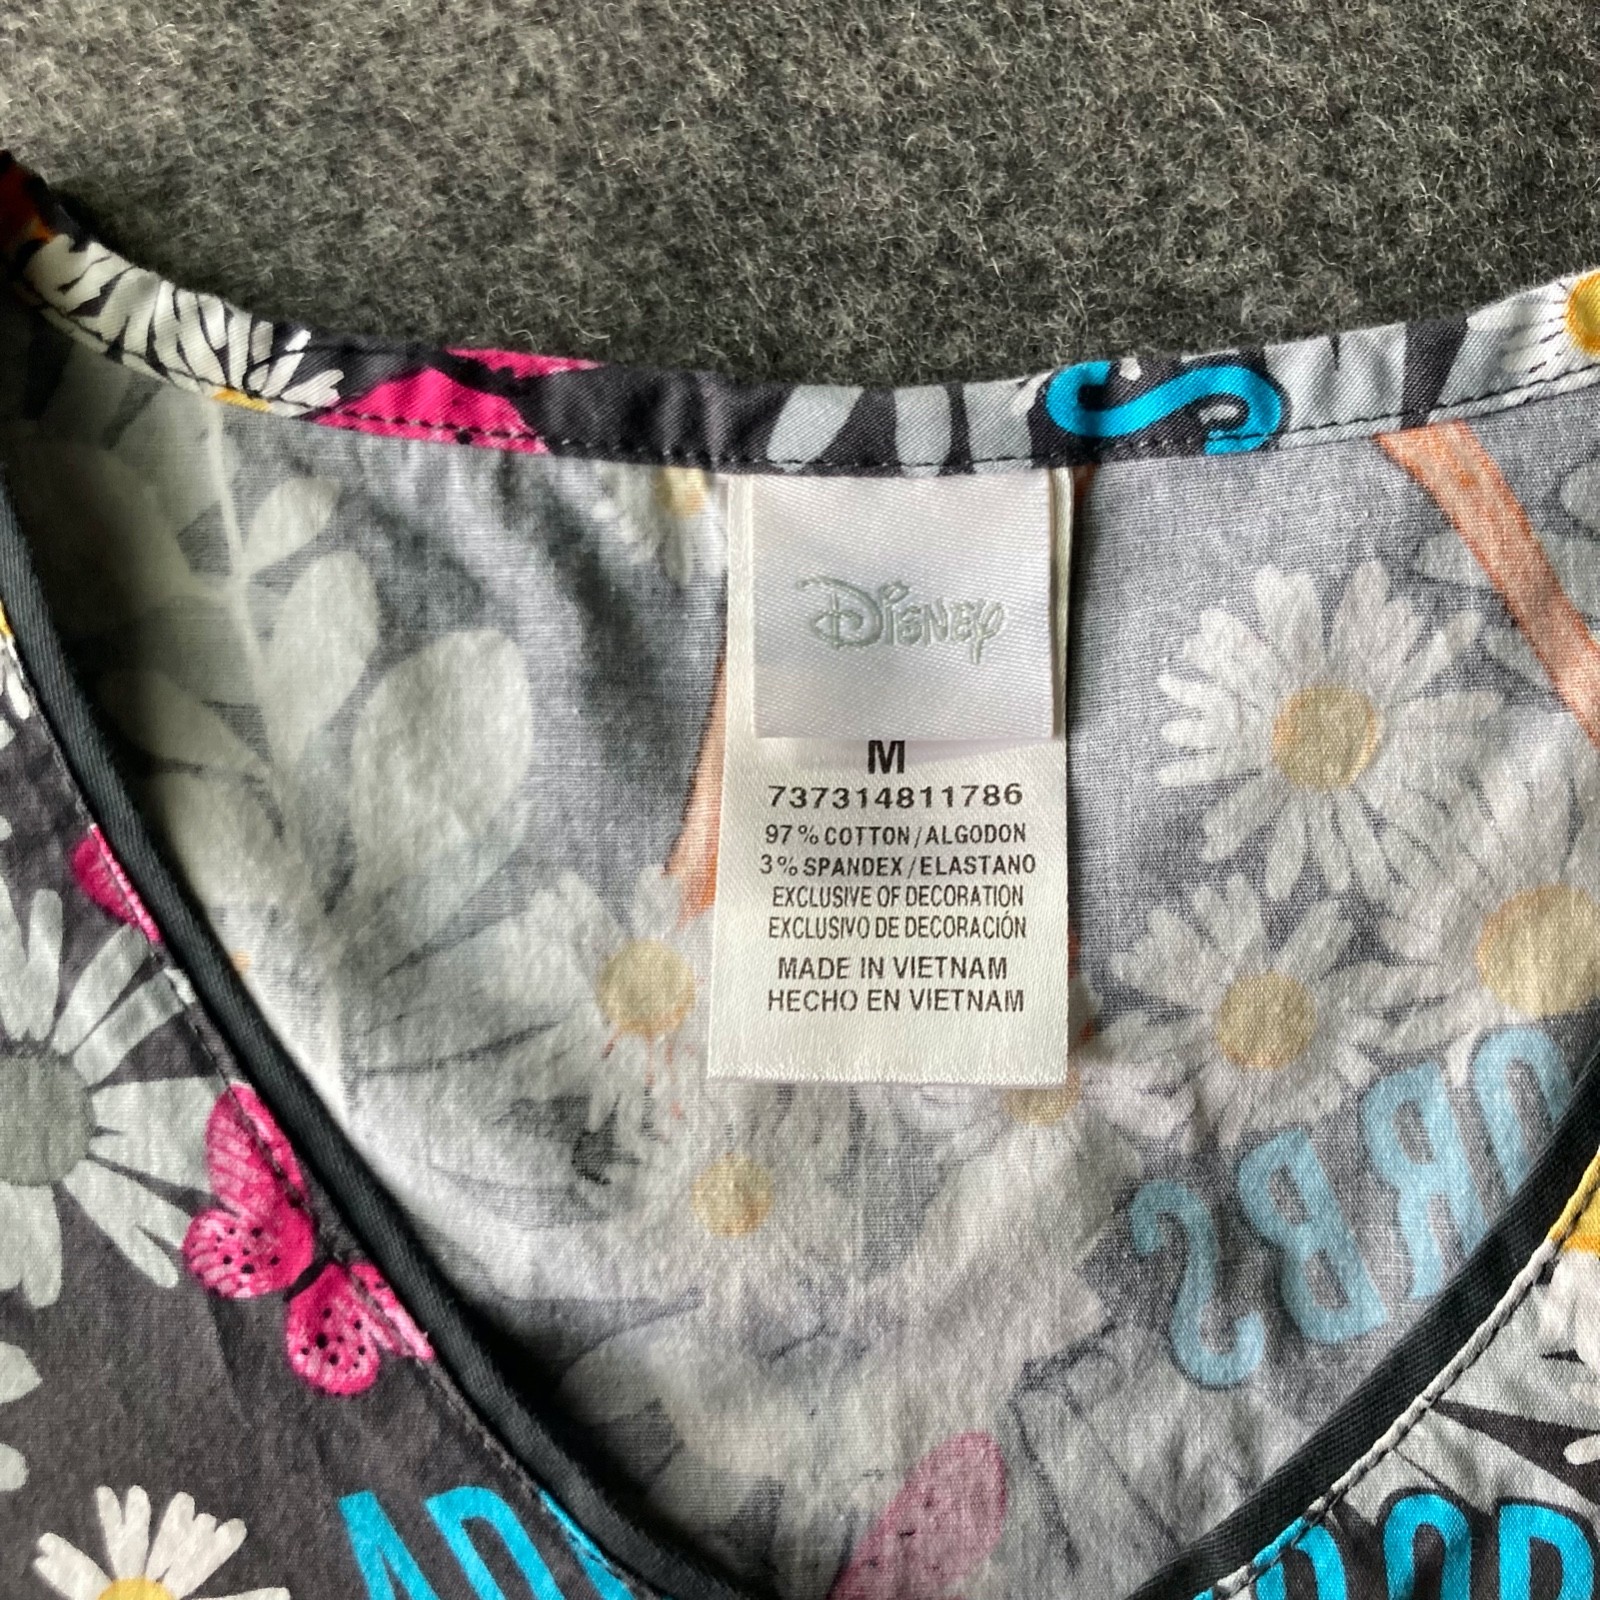 Disney
M
737314811786
97% COTTON/ALGODON
3% SPANDEX/ELASTANO
EXCLUSIVE OF DECORATION
EXCLUSIVO DE DECORACIÓN
MADE IN VIETNAM
HECHO EN VIETNAM